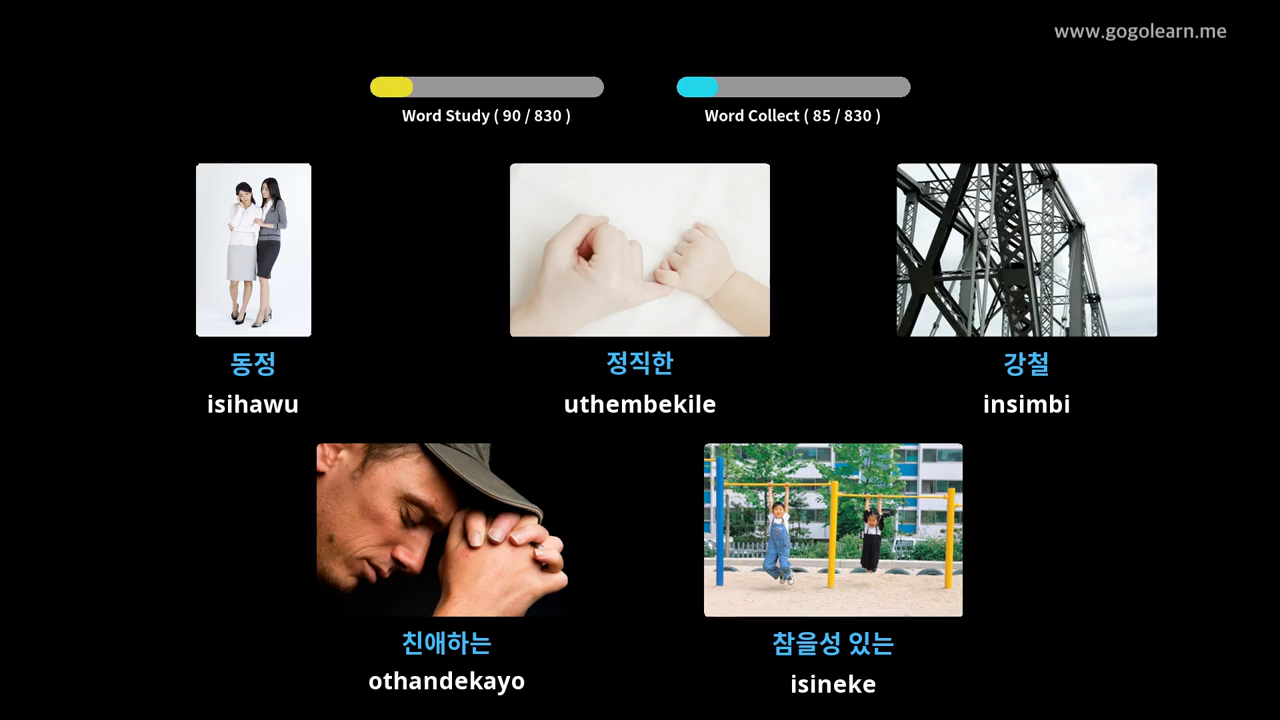 www.gogolearn.me
Word Study ( 90 / 830 )
Word Collect ( 85 / 830 )
동정
isihawu
정직한
uthembekile
강철
insimbi
친애하는
othandekayo
참을성 있는
isineke